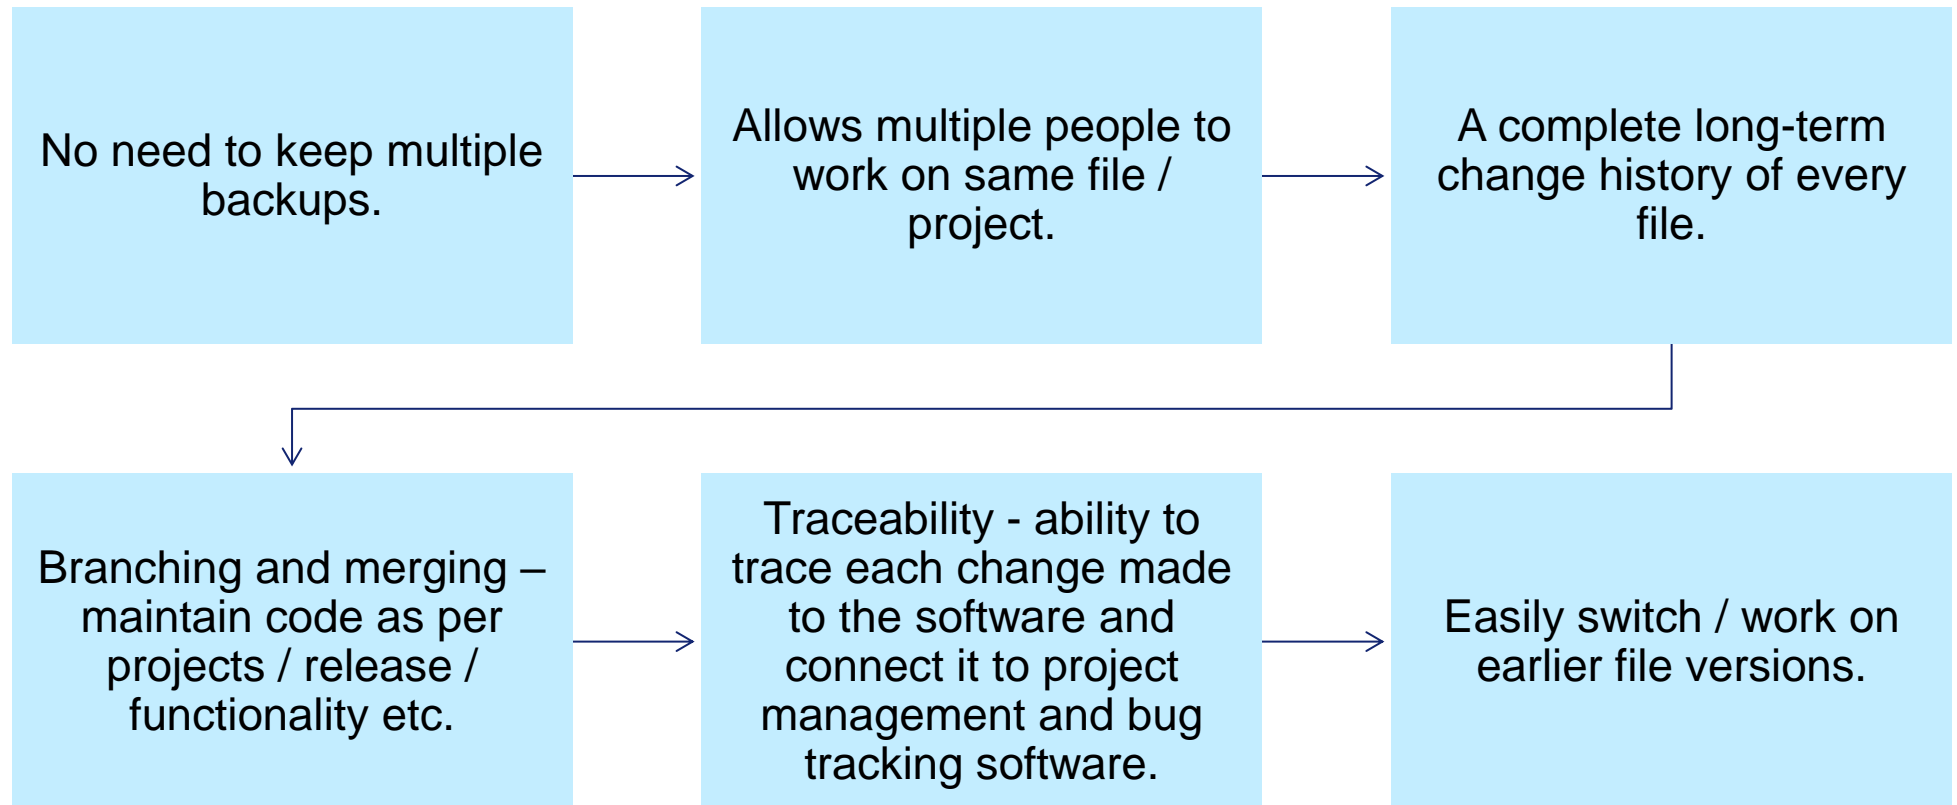 No need to keep multiple
backups.
Allows multiple people to
work on same file /
project.
A complete long-term
change history of every
file.
Branching and merging –
maintain code as per
projects / release /
functionality etc.
Traceability - ability to
trace each change made
to the software and
connect it to project
management and bug
tracking software.
Easily switch / work on
earlier file versions.